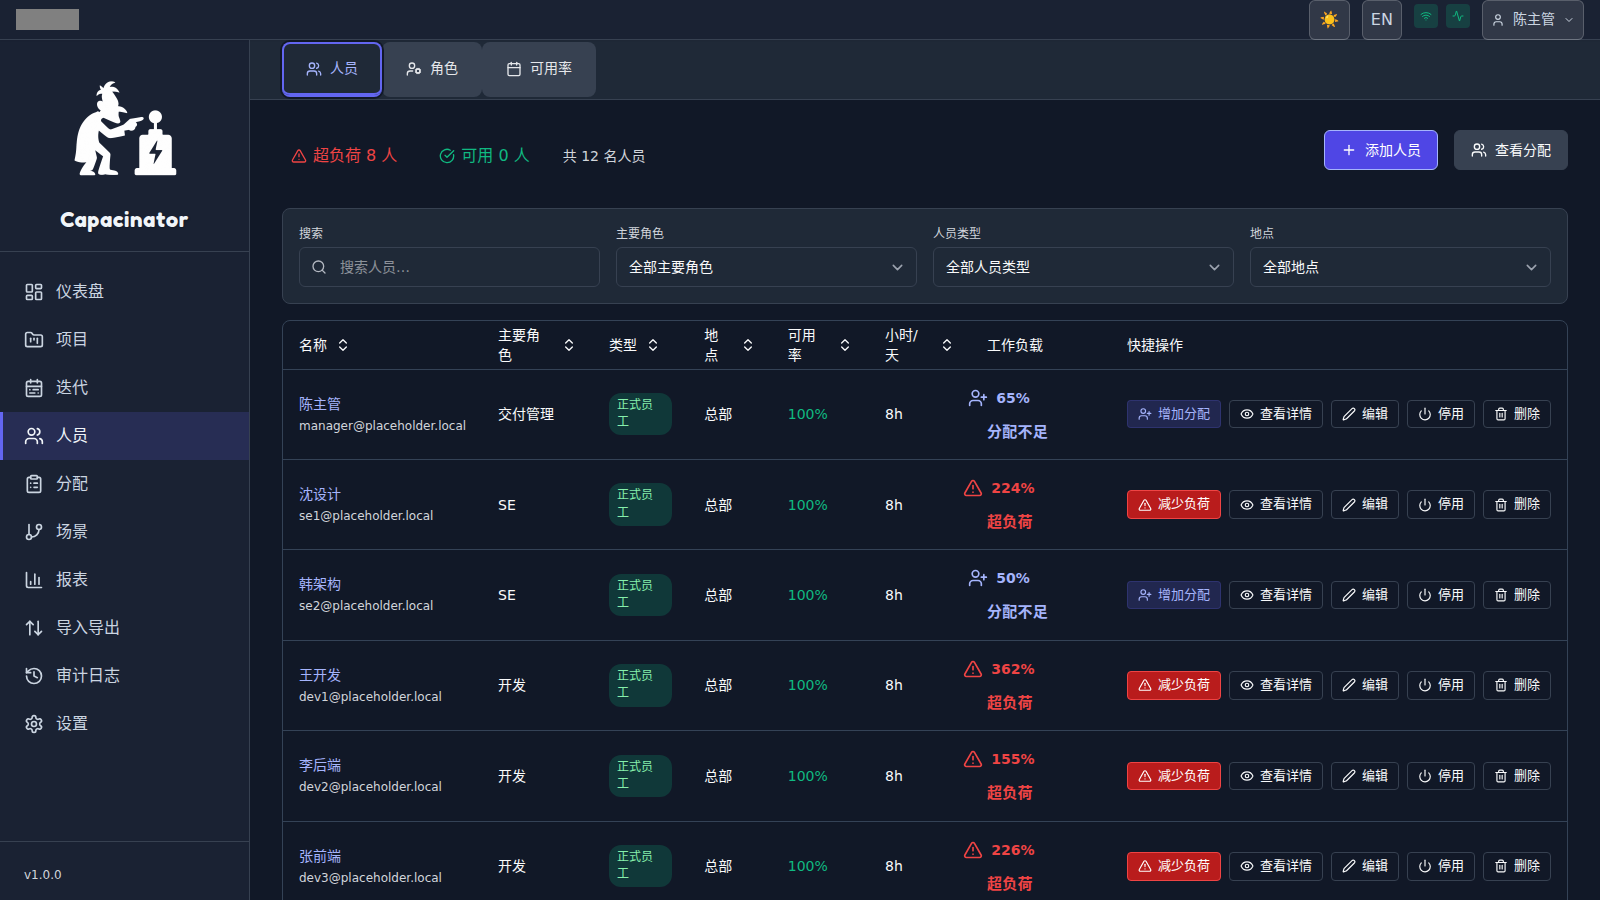 EN
陈主管
Capacinator
仪表盘
项目
迭代
人员
分配
场景
报表
导入导出
审计日志
设置
v1.0.0
人员
角色
可用率
超负荷 8 人
可用 0 人
共 12 名人员
添加人员
查看分配
搜索
主要角色
人员类型
地点
搜索人员...
全部主要角色
全部人员类型
全部地点
名称
主要角
色
类型
地
点
可用
率
小时/
天
工作负载
快捷操作
陈主管
manager@placeholder.local
交付管理
正式员
工
总部
100%
8h
65%
分配不足
增加分配
查看详情
编辑
停用
删除
沈设计
se1@placeholder.local
SE
正式员
工
总部
100%
8h
224%
超负荷
减少负荷
查看详情
编辑
停用
删除
韩架构
se2@placeholder.local
SE
正式员
工
总部
100%
8h
50%
分配不足
增加分配
查看详情
编辑
停用
删除
王开发
dev1@placeholder.local
开发
正式员
工
总部
100%
8h
362%
超负荷
减少负荷
查看详情
编辑
停用
删除
李后端
dev2@placeholder.local
开发
正式员
工
总部
100%
8h
155%
超负荷
减少负荷
查看详情
编辑
停用
删除
张前端
dev3@placeholder.local
开发
正式员
工
总部
100%
8h
226%
超负荷
减少负荷
查看详情
编辑
停用
删除